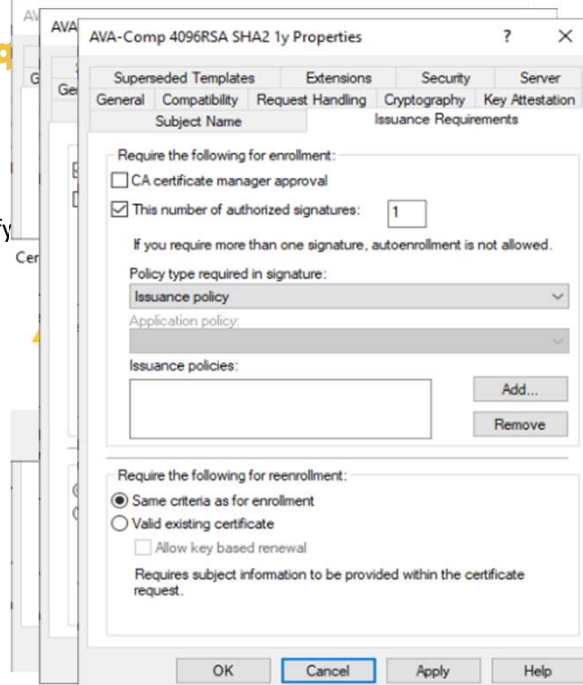 AVA
AVA-Comp 4096RSA SHA2 1y Properties
? ×
Superseded Templates Extensions Security Server
General Compatibility Request Handling Cryptography Key Attestation
Subject Name Issuance Requirements
Require the following for enrollment:
CA certificate manager approval
This number of authorized signatures: 1
If you require more than one signature, autoenrollment is not allowed.
Policy type required in signature:
Issuance policy
Application policy:
Issuance policies:
Add...
Remove
Require the following for reenrollment:
Same criteria as for enrollment
Valid existing certificate
Allow key based renewal
Requires subject information to be provided within the certificate
request.
OK Cancel Apply Help